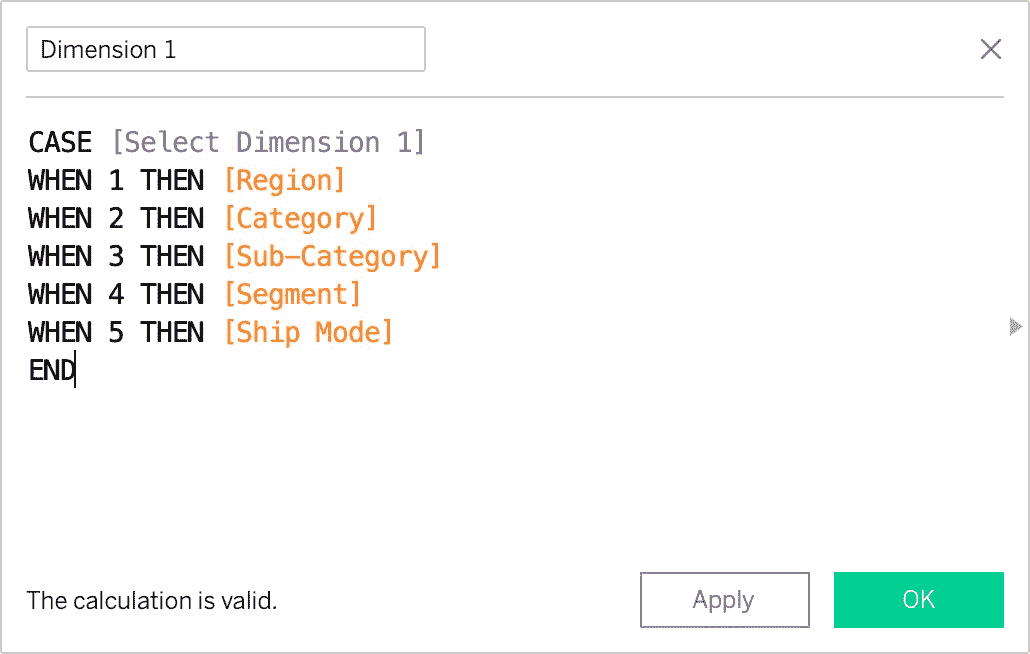 Dimension 1
CASE [Select Dimension 1]
WHEN 1 THEN [Region]
WHEN 2 THEN [Category]
WHEN 3 THEN [Sub-Category]
WHEN 4 THEN [Segment]
WHEN 5 THEN [Ship Mode]
END
The calculation is valid.
Apply
OK